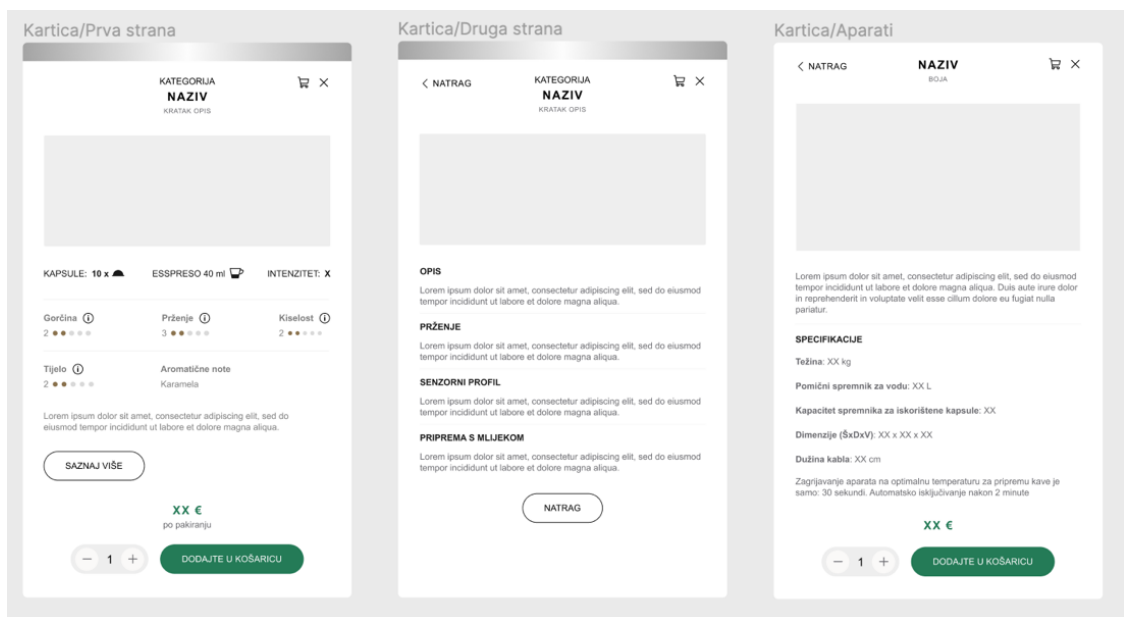 Kartica/Prva strana
KATEGORIJA
NAZIV
KRATAK OPIS
KAPSULE: 10 x
ESSPRESO 40 ml
INTENZITET: X
Gorčina
2
Prženje
3
Kiselost
2
Tijelo
2
Aromatične note
Karamela
Lorem ipsum dolor sit amet, consectetur adipiscing elit, sed do
eiusmod tempor incididunt ut labore et dolore magna aliqua.
SAZNAJ VIŠE
XX €
po pakiranju
− 1 +
DODAJTE U KOŠARICU
Kartica/Druga strana
< NATRAG
KATEGORIJA
NAZIV
KRATAK OPIS
OPIS
Lorem ipsum dolor sit amet, consectetur adipiscing elit, sed do eiusmod
tempor incididunt ut labore et dolore magna aliqua.
PRŽENJE
Lorem ipsum dolor sit amet, consectetur adipiscing elit, sed do eiusmod
tempor incididunt ut labore et dolore magna aliqua.
SENZORNI PROFIL
Lorem ipsum dolor sit amet, consectetur adipiscing elit, sed do eiusmod
tempor incididunt ut labore et dolore magna aliqua.
PRIPREMA S MLIJEKOM
Lorem ipsum dolor sit amet, consectetur adipiscing elit, sed do eiusmod
tempor incididunt ut labore et dolore magna aliqua.
NATRAG
Kartica/Aparati
< NATRAG
NAZIV
BOJA
Lorem ipsum dolor sit amet, consectetur adipiscing elit, sed do eiusmod
tempor incididunt ut labore et dolore magna aliqua. Duis aute irure dolor
in reprehenderit in voluptate velit esse cillum dolore eu fugiat nulla
pariatur.
SPECIFIKACIJE
Težina: XX kg
Pomični spremnik za vodu: XX L
Kapacitet spremnika za iskorištene kapsule: XX
Dimenzije (ŠxDxV): XX x XX x XX
Dužina kabla: XX cm
Zagrijavanje aparata na optimalnu temperaturu za pripremu kave je
samo: 30 sekundi. Automatsko isključivanje nakon 2 minute
XX €
− 1 +
DODAJTE U KOŠARICU